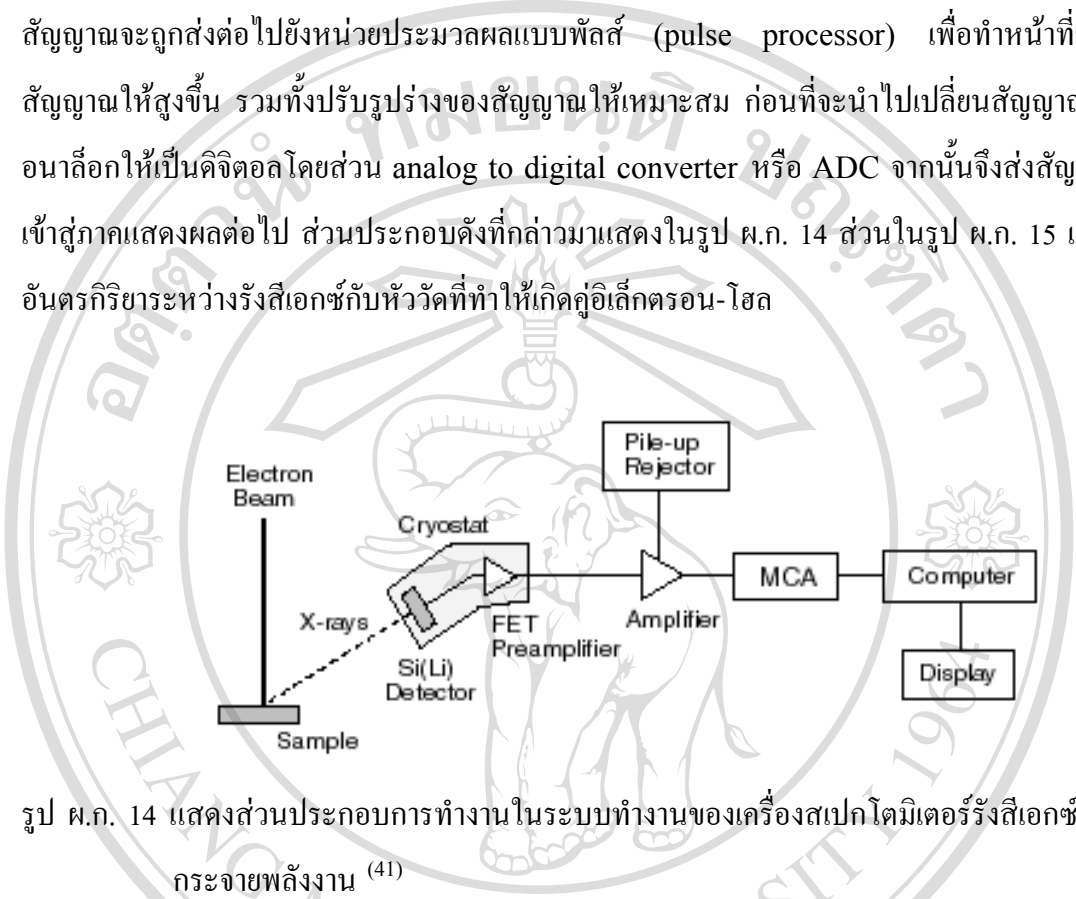 สัญญาณจะถูกส่งต่อไปยังหน่วยประมวลผลแบบพัลส์ (pulse processor) เพื่อทำหน้าที่
สัญญาณให้สูงขึ้น รวมทั้งปรับรูปร่างของสัญญาณให้เหมาะสม ก่อนที่จะนำไปเปลี่ยนสัญญาณ
อนาล็อกให้เป็นดิจิตอลโดยส่วน analog to digital converter หรือ ADC จากนั้นจึงส่งสัญ
เข้าสู่ภาคแสดงผลต่อไป ส่วนประกอบดังที่กล่าวมาแสดงในรูป ผ.ก. 14 ส่วนในรูป ผ.ก. 15 แ
อันตรกิริยาระหว่างรังสีเอกซ์กับหัววัดที่ทำให้เกิดคู่อิเล็กตรอน-โฮล
Pile-up
Rejector
Electron
Beam
Cryostat
MCA
Computer
X-rays
FET
Preamplifier
Amplifier
Si(Li)
Detector
Display
Sample
รูป ผ.ก. 14 แสดงส่วนประกอบการทำงานในระบบทำงานของเครื่องสเปกโตมิเตอร์รังสีเอกซ์
กระจายพลังงาน (41)